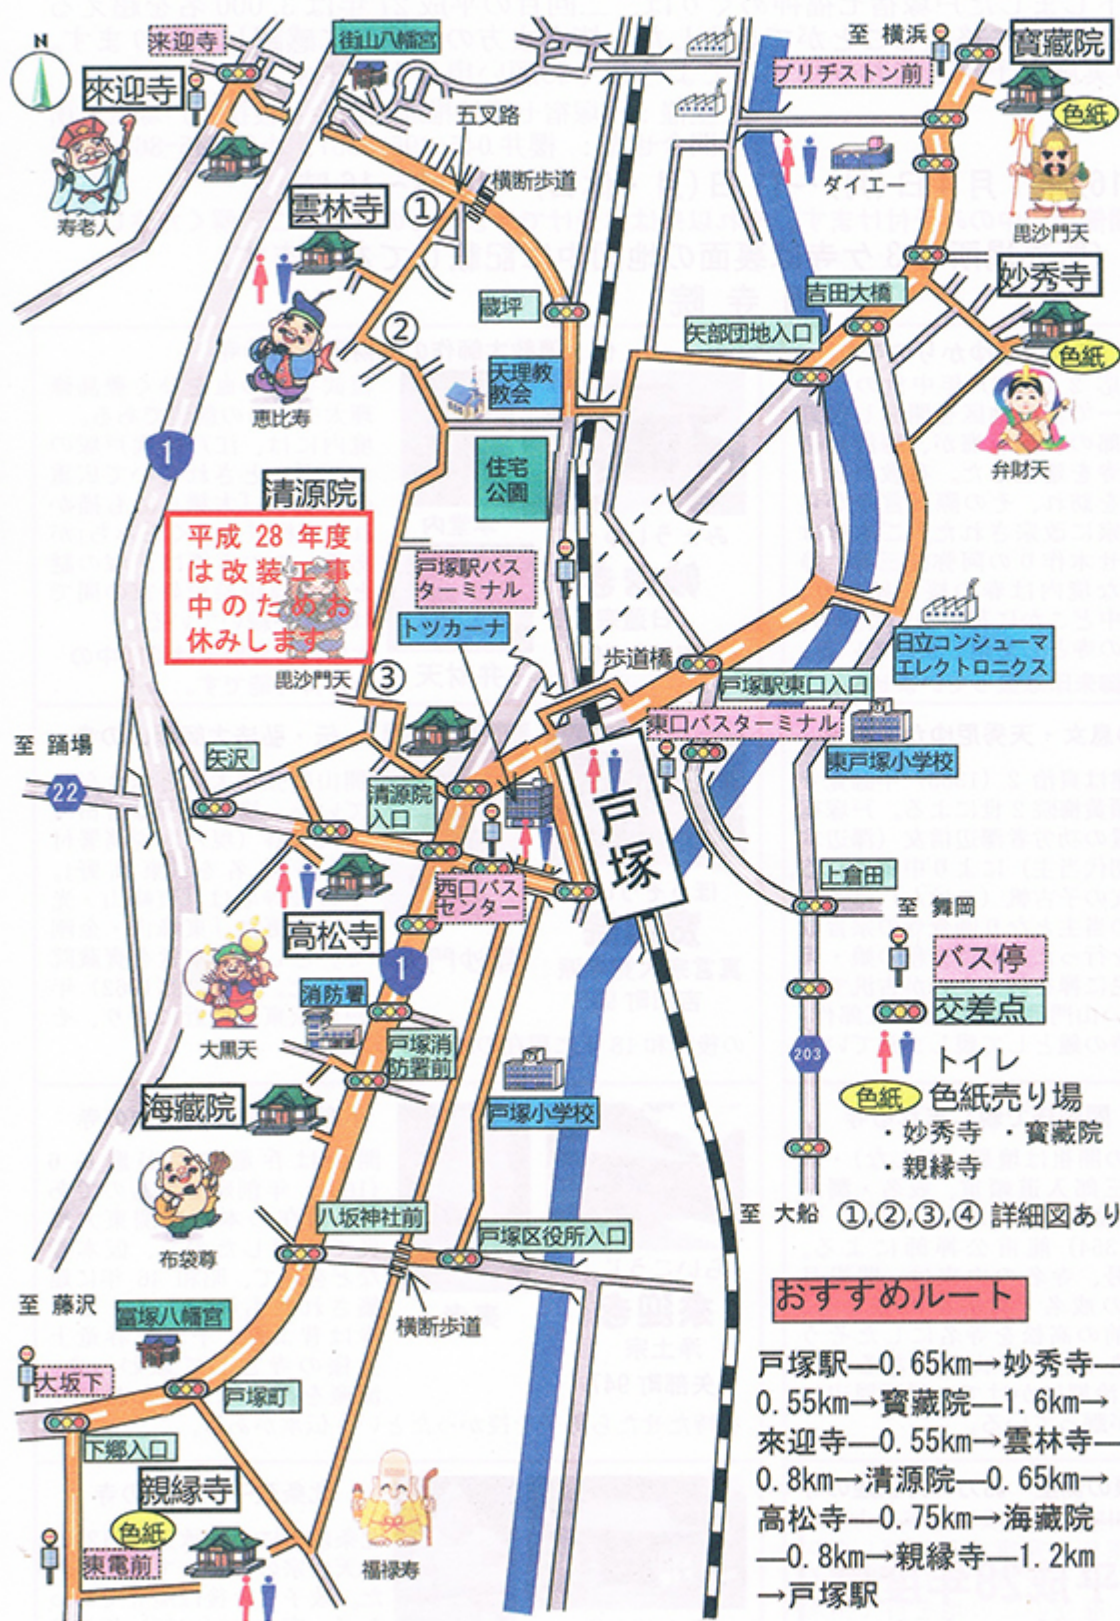 N
来迎寺
街山八幡宮
至 横浜
ブリヂストン前
寶藏院
來迎寺
色紙
五叉路
ダイエー
寿老人
横断歩道
①
雲林寺
毘沙門天
妙秀寺
吉田大橋
蔵坪
②
矢部団地入口
色紙
天理教
教会
恵比寿
弁財天
1
住宅
公園
清源院
平成 28 年度
は改装工事
中のためお
休みします
毘沙門天
戸塚駅バス
ターミナル
トツカーナ
③
歩道橋
日立コンシューマ
エレクトロニクス
戸塚駅東口入口
東口バスターミナル
東戸塚小学校
至 踊場
22
矢沢
清源院
入口
戸塚
上倉田
至 舞岡
西口バス
センター
高松寺
1
大黒天
消防署
戸塚消
防署前
バス停
交差点
203
トイレ
色紙 色紙売り場
・妙秀寺 ・寶藏院
・親縁寺
海藏院
戸塚小学校
布袋尊
八坂神社前
戸塚区役所入口
至 大船
①,②,③,④ 詳細図あり
横断歩道
至 藤沢
冨塚八幡宮
大坂下
戸塚町
下郷入口
親縁寺
色紙
東電前
福禄寿
おすすめルート
戸塚駅—0.65km→妙秀寺—
0.55km→寳藏院—1.6km→
來迎寺—0.55km→雲林寺—
0.8km→清源院—0.65km→
高松寺—0.75km→海藏院
—0.8km→親縁寺—1.2km
→戸塚駅